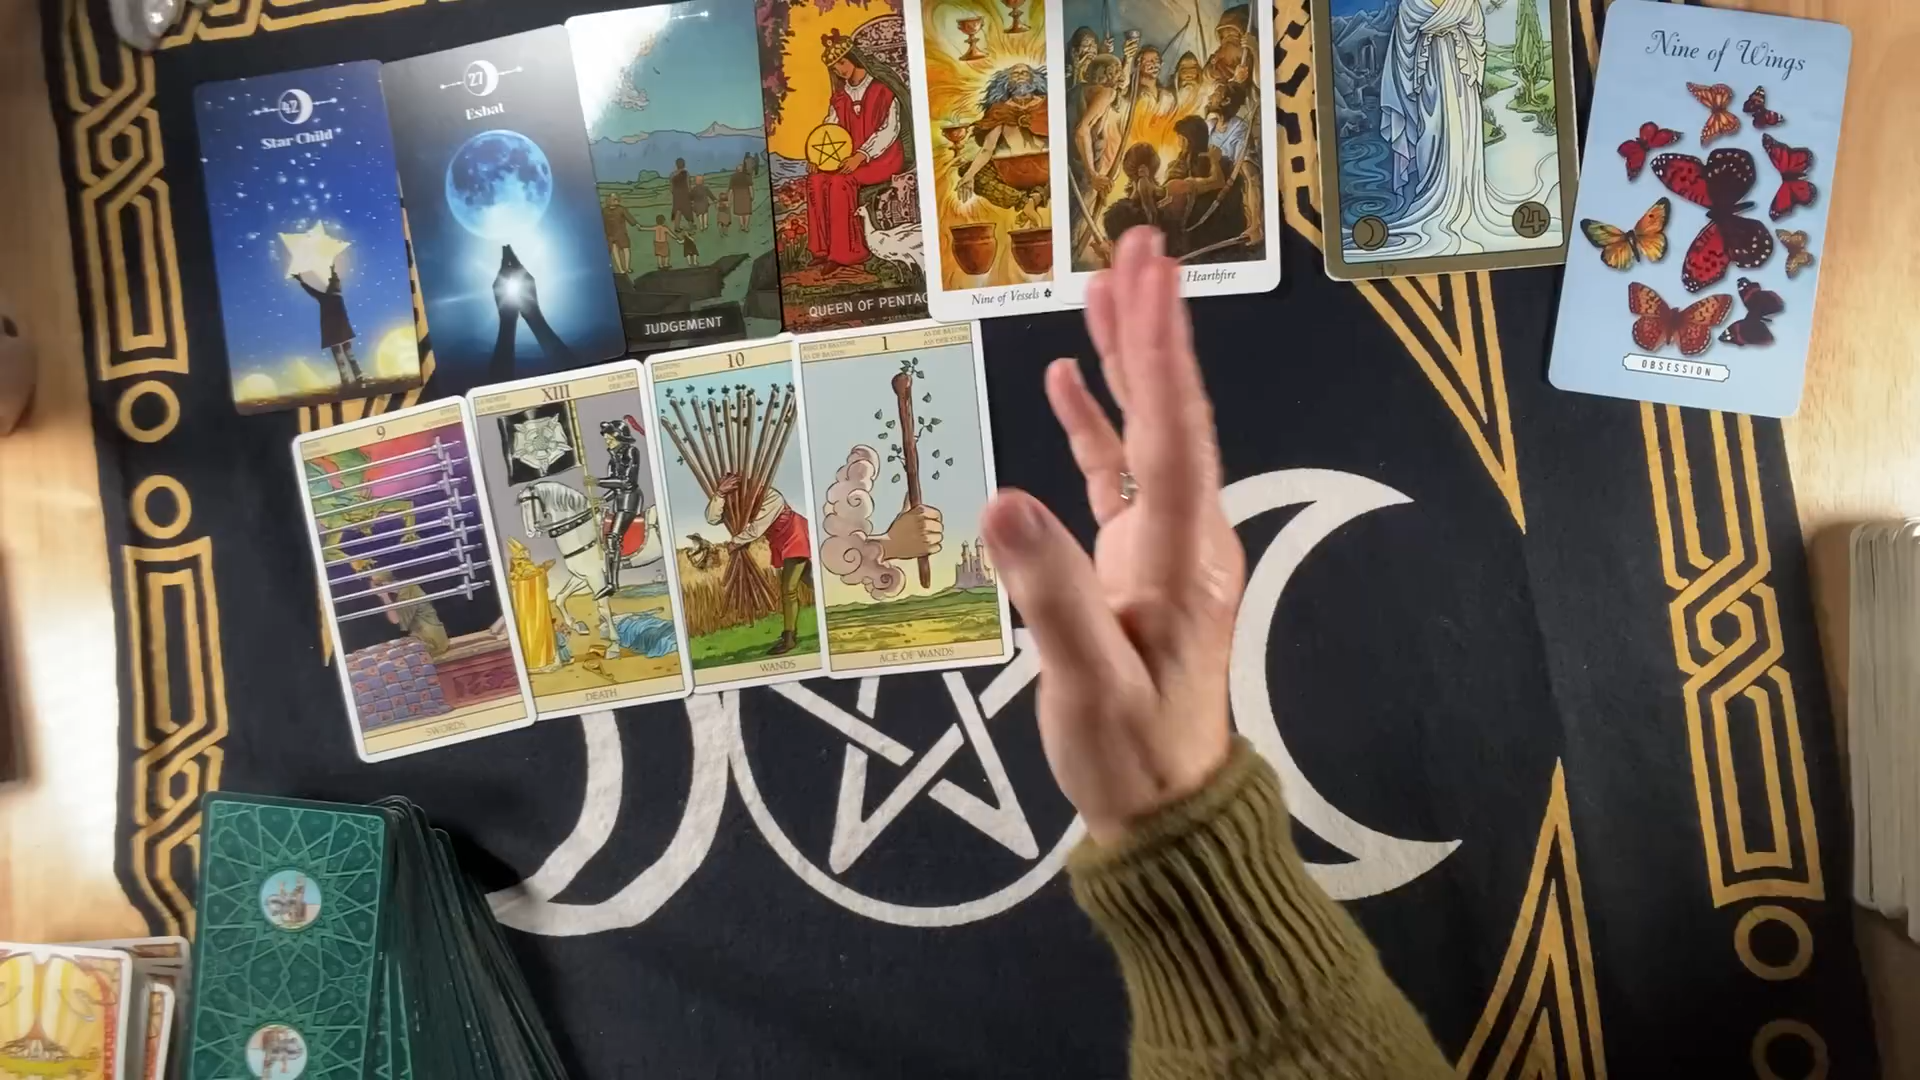 42
Star Child
27
Esbat
JUDGEMENT
QUEEN OF PENTAC
Nine of Vessels
Hearthfire
Nine of Wings
OBSESSION
9
SWORDS
XIII
DEATH
10
WANDS
1
ACE OF WANDS